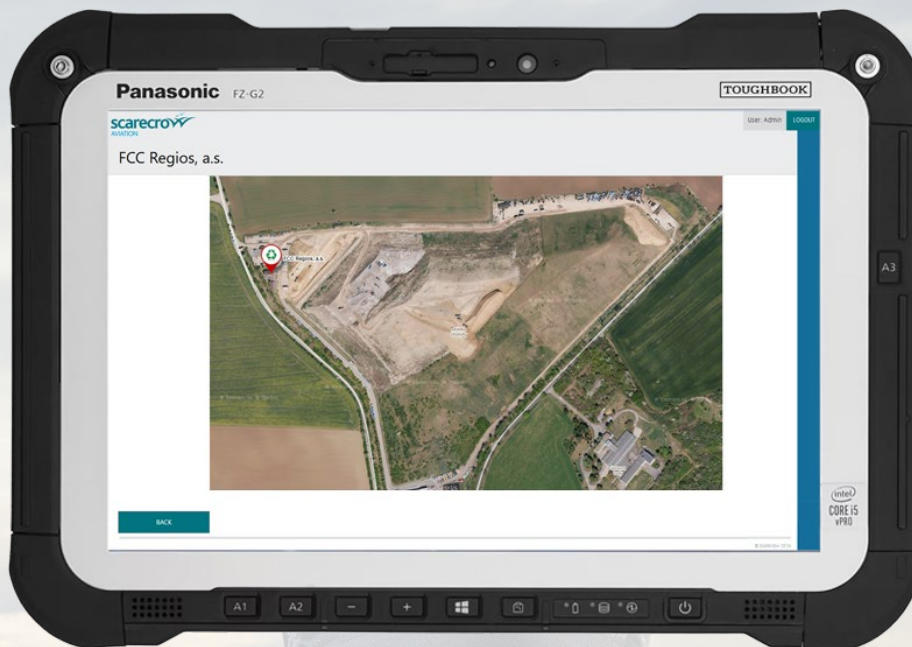 Panasonic FZ-G2
TOUGHBOOK
scarecrow
AVIATION
User: Admin
LOGOUT
FCC Regios, a.s.
FCC Regios, a.s.
A3
BACK
intel
CORE i5
vPRO
A1
A2